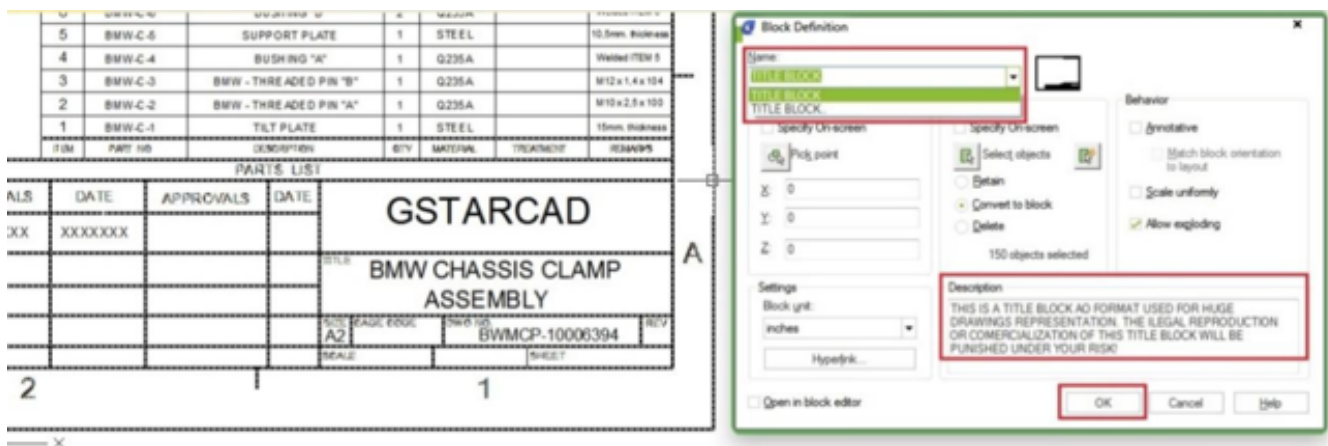 5 BMW-C-5 SUPPORT PLATE 1 STEEL 10,5mm. thickness
4 BMW-C-4 BUSHING "A" 1 Q235A Welded ITEM 5
3 BMW-C-3 BMW - THREADED PIN "B" 1 Q235A M12 x 1,4 x 104
2 BMW-C-2 BMW - THREADED PIN "A" 1 Q235A M10 x 2,5 x 100
1 BMW-C-1 TILT PLATE 1 STEEL 15mm. thickness
ITEM PART NO DESCRIPTION QTY MATERIAL TREATMENT REMARKS
PARTS LIST
ALS DATE APPROVALS DATE
XX XXXXXXX
GSTARCAD
TITLE
BMW CHASSIS CLAMP
ASSEMBLY
SIZE CAGE CODE DWG NO. REV
A2 BWMCP-10006394
SCALE SHEET
A
2 1
Block Definition
Name:
TITLE BLOCK
TITLE BLOCK
TITLE BLOCK..
Specify On-screen
Pick point
X: 0
Y: 0
Z: 0
Specify On-screen
Select objects
Retain
Convert to block
Delete
150 objects selected
Behavior
Annotative
Match block orientation
to layout
Scale uniformly
Allow exploding
Settings
Block unit:
inches
Hyperlink...
Description
THIS IS A TITLE BLOCK AO FORMAT USED FOR HUGE
DRAWINGS REPRESENTATION. THE ILEGAL REPRODUCTION
OR COMERCIALIZATION OF THIS TITLE BLOCK WILL BE
PUNISHED UNDER YOUR RISK!
Open in block editor
OK Cancel Help